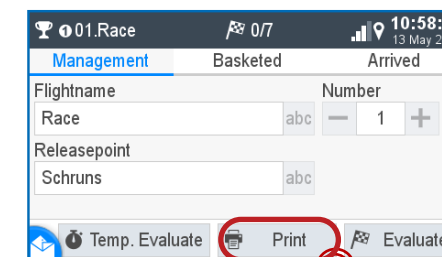 ❶ 01.Race 0/7 10:58:
13 May 2
Management Basketed Arrived
Flightname Number
Race abc — 1 +
Releasepoint
Schruns abc
Temp. Evaluate Print Evaluate